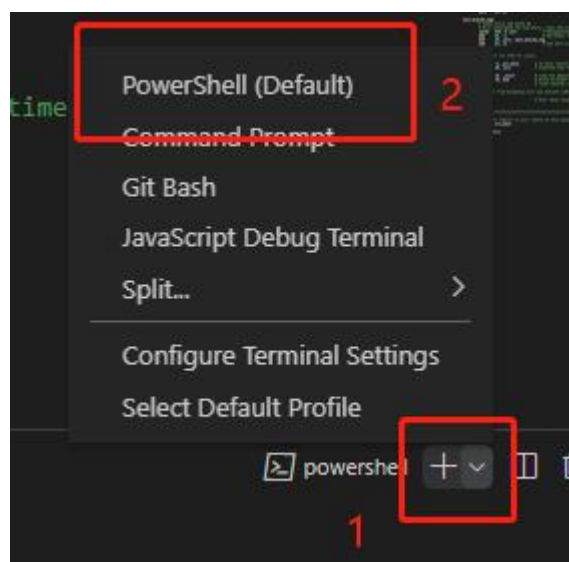 PowerShell (Default)
2
time
Command Prompt
Git Bash
JavaScript Debug Terminal
Split...
Configure Terminal Settings
Select Default Profile
powershell
1